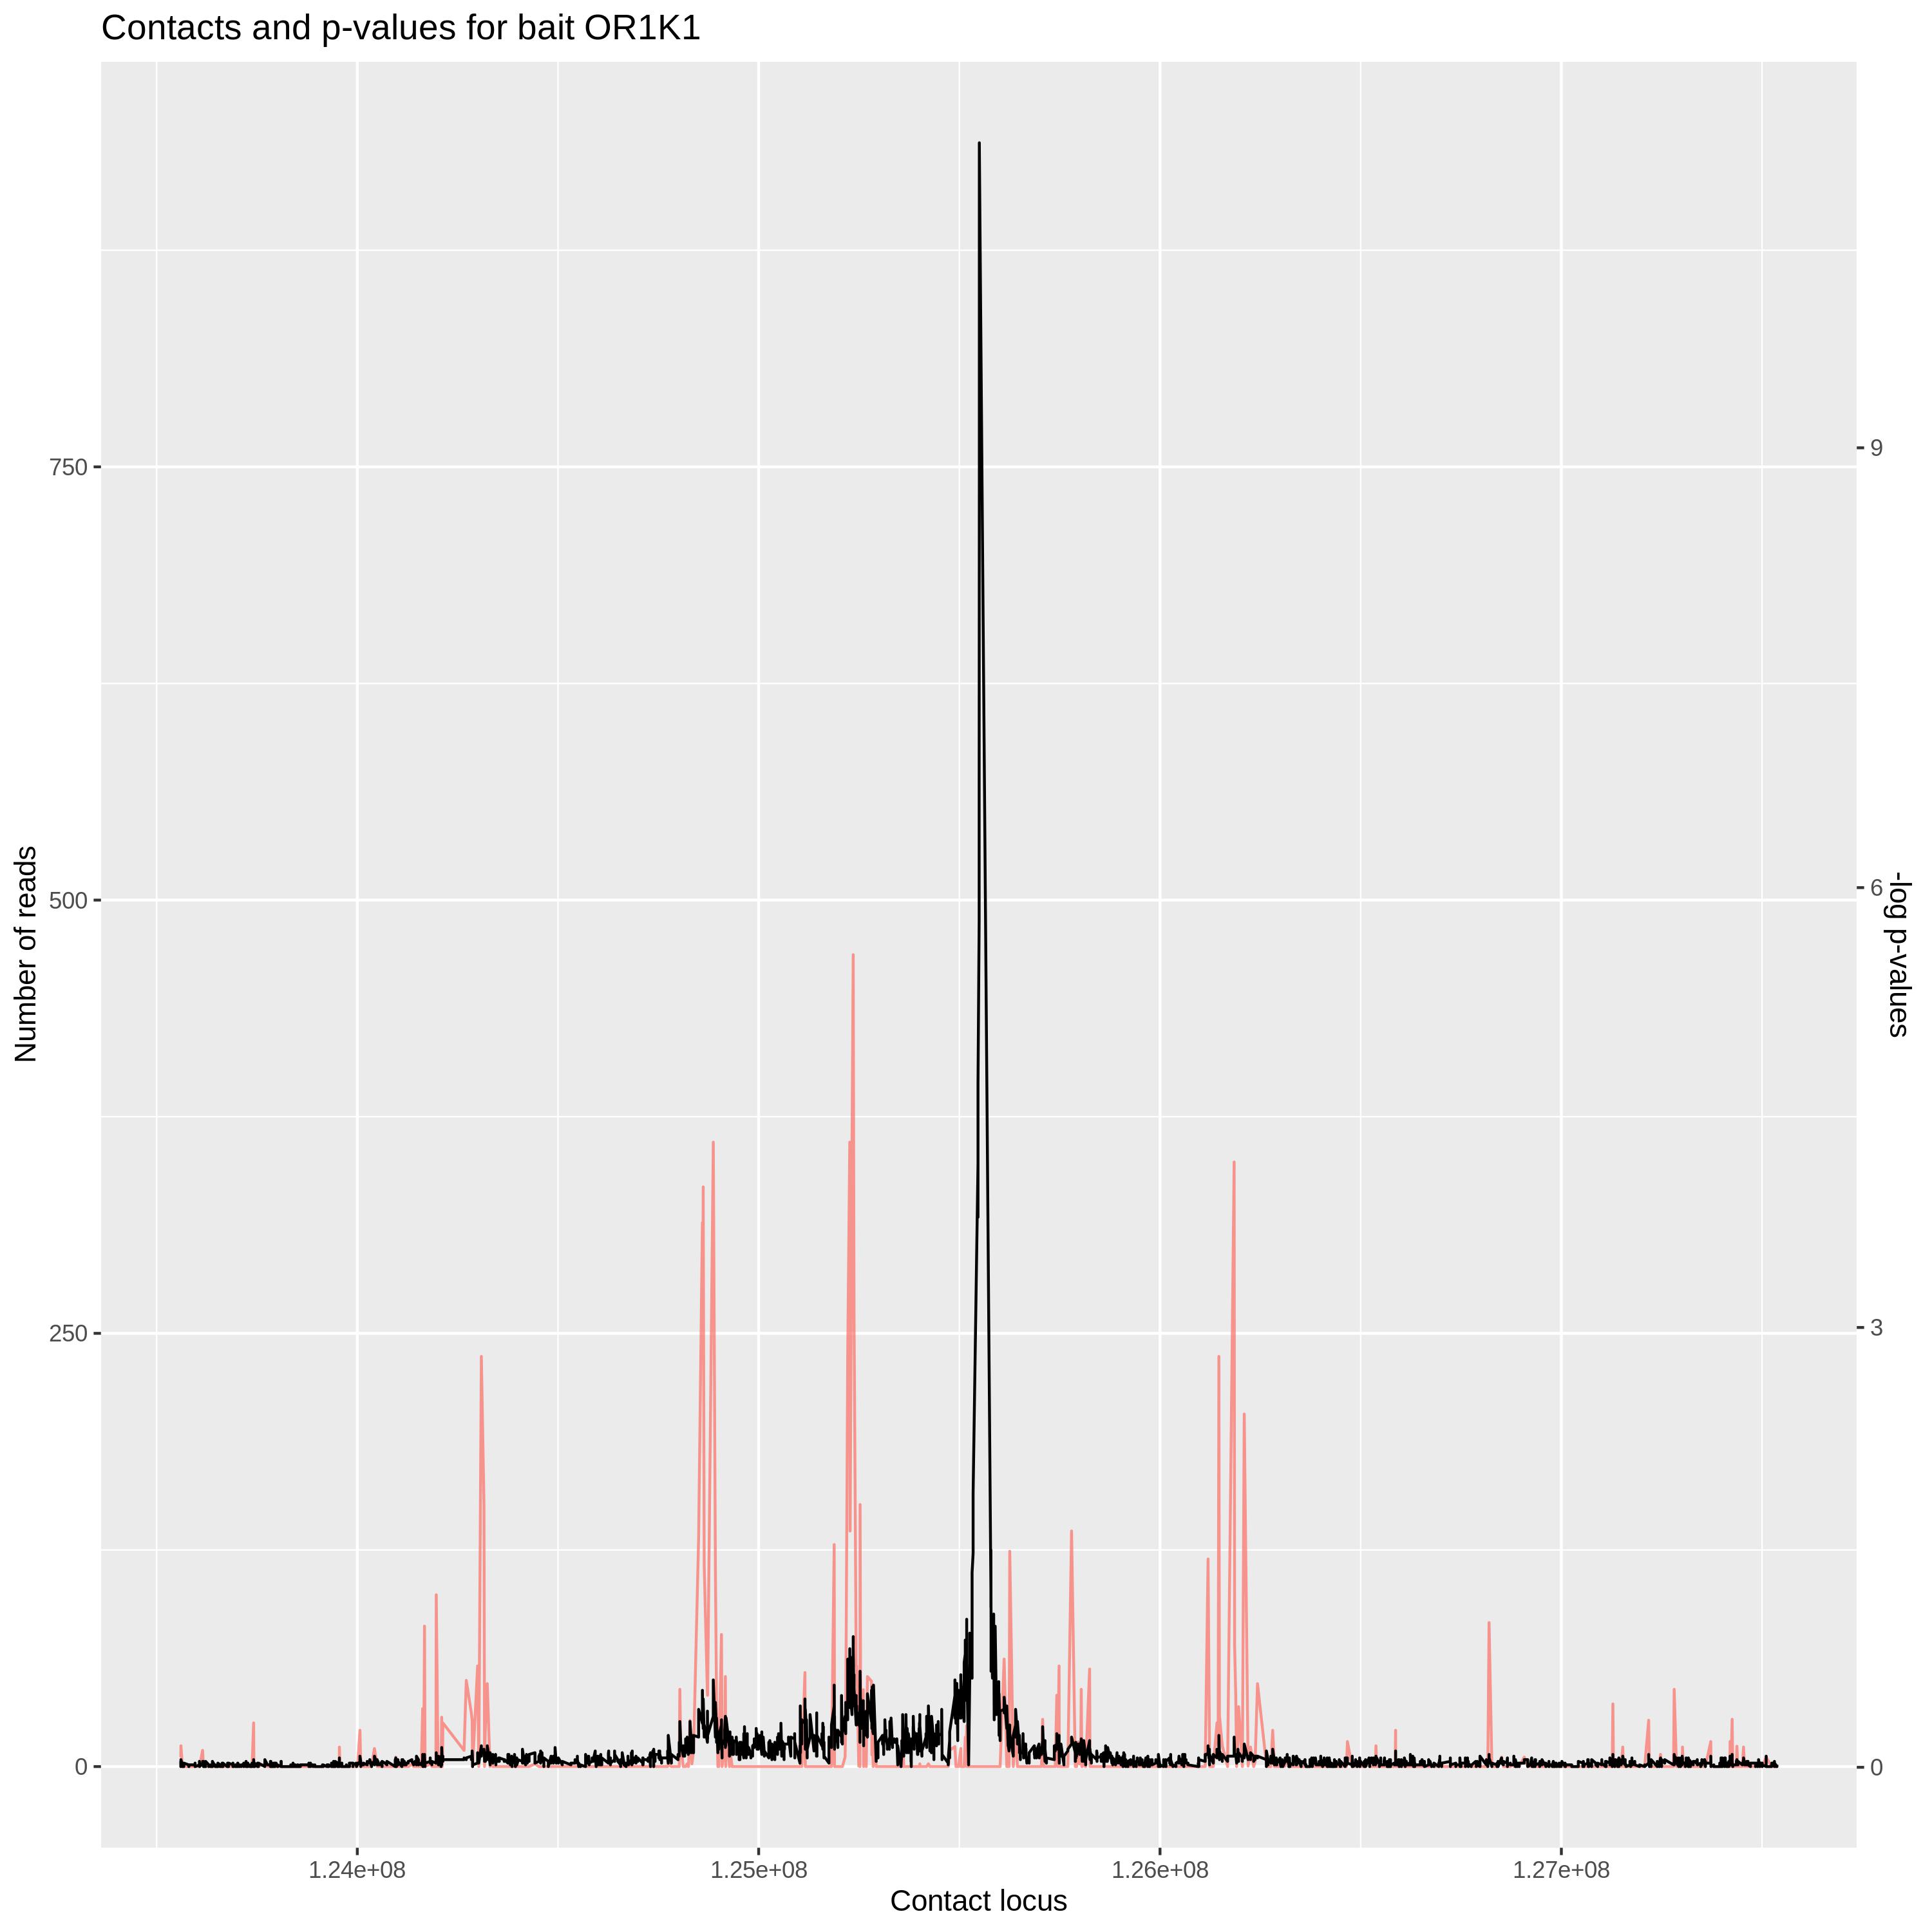 Contacts and p-values for bait OR1K1
Number of reads
750
500
250
0
9
6
3
0
-log p-values
1.24e+08
1.25e+08
1.26e+08
1.27e+08
Contact locus